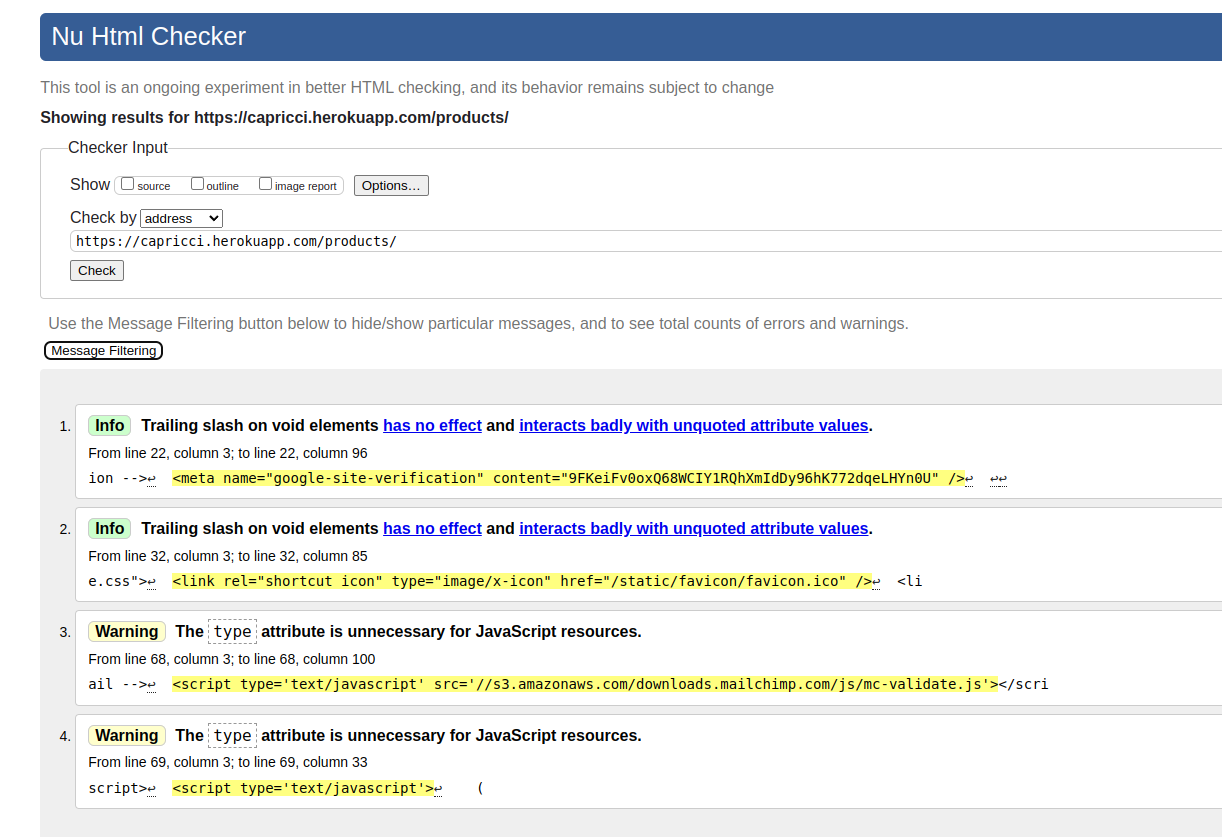 Nu Html Checker
This tool is an ongoing experiment in better HTML checking, and its behavior remains subject to change
Showing results for https://capricci.herokuapp.com/products/
Checker Input
Show source outline image report Options…
Check by address
https://capricci.herokuapp.com/products/
Check
Use the Message Filtering button below to hide/show particular messages, and to see total counts of errors and warnings.
Message Filtering
1. Info Trailing slash on void elements has no effect and interacts badly with unquoted attribute values.
From line 22, column 3; to line 22, column 96
ion -->↩ <meta name="google-site-verification" content="9FKeiFv0oxQ68WCIY1RQhXmIdDy96hK772dqeLHYn0U" />↩ ↩↩
2. Info Trailing slash on void elements has no effect and interacts badly with unquoted attribute values.
From line 32, column 3; to line 32, column 85
e.css">↩ <link rel="shortcut icon" type="image/x-icon" href="/static/favicon/favicon.ico" />↩ <li
3. Warning The type attribute is unnecessary for JavaScript resources.
From line 68, column 3; to line 68, column 100
ail -->↩ <script type='text/javascript' src='//s3.amazonaws.com/downloads.mailchimp.com/js/mc-validate.js'></scri
4. Warning The type attribute is unnecessary for JavaScript resources.
From line 69, column 3; to line 69, column 33
script>↩ <script type='text/javascript'>↩ (